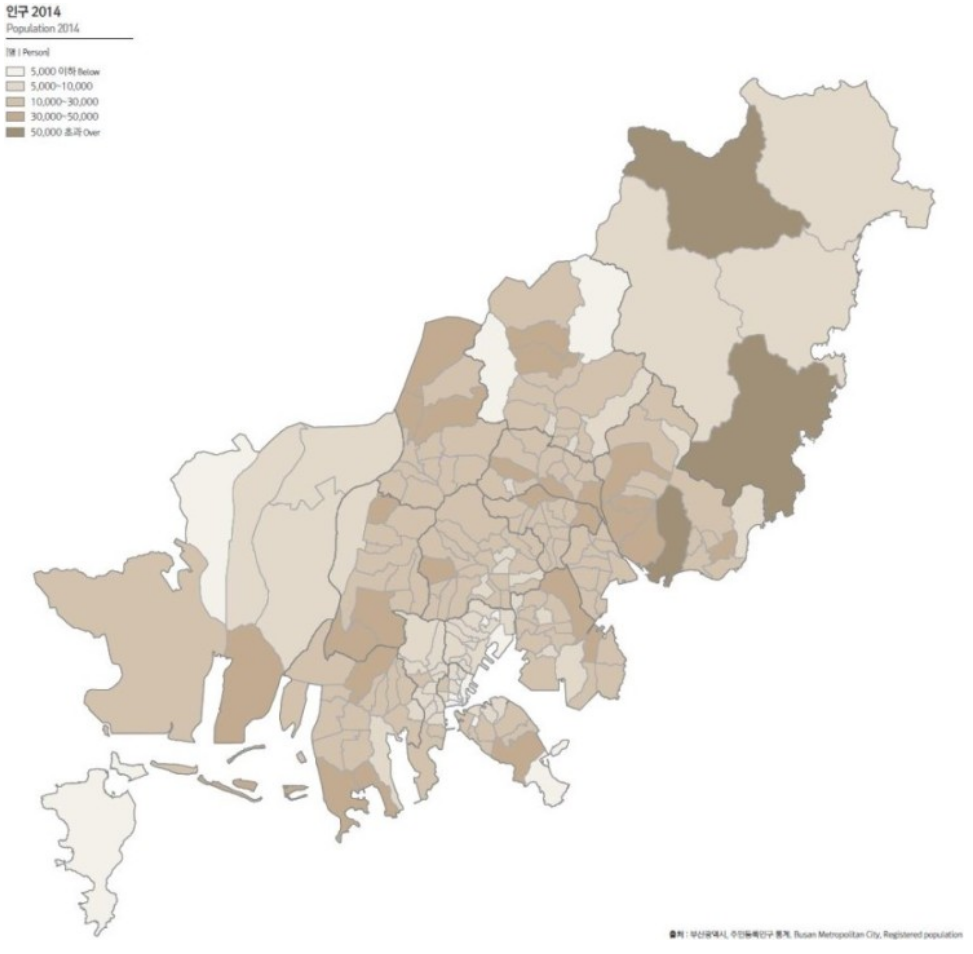 인구 2014
Population 2014
[명 | Person]
5,000 이하 Below
5,000~10,000
10,000~30,000
30,000~50,000
50,000 초과 Over
출처 : 부산광역시, 주민등록인구 통계, Busan Metropolitan City, Registered population